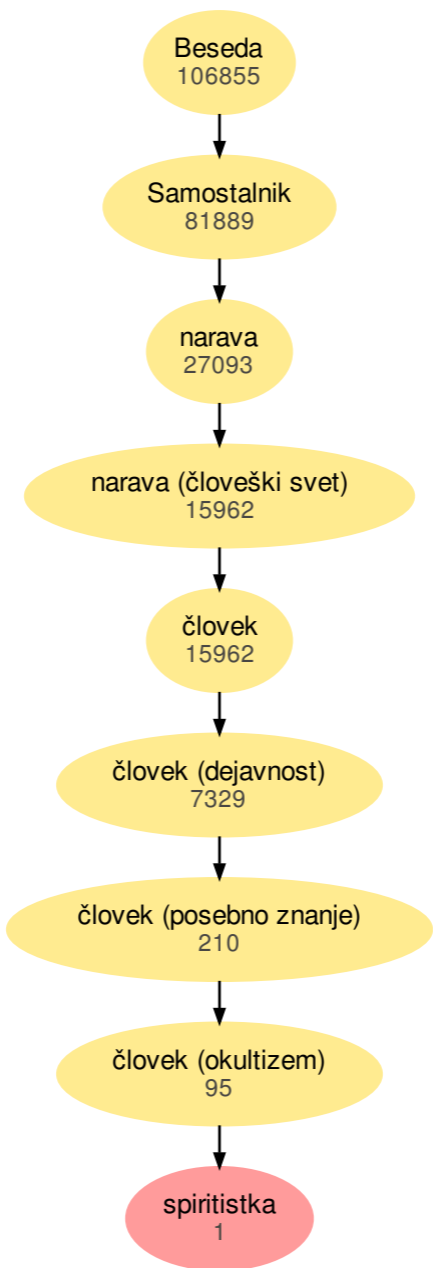 Beseda
106855
Samostalnik
81889
narava
27093
narava (človeški svet)
15962
človek
15962
človek (dejavnost)
7329
človek (posebno znanje)
210
človek (okultizem)
95
spiritistka
1